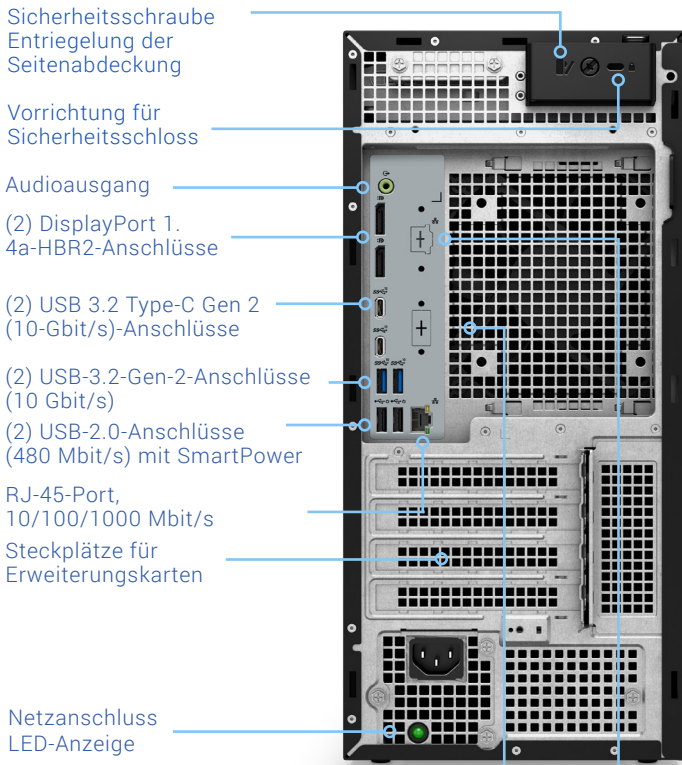 Sicherheitsschraube
Entriegelung der
Seitenabdeckung
Vorrichtung für
Sicherheitsschloss
Audioausgang
(2) DisplayPort 1.
4a-HBR2-Anschlüsse
(2) USB 3.2 Type-C Gen 2
(10-Gbit/s)-Anschlüsse
(2) USB-3.2-Gen-2-Anschlüsse
(10 Gbit/s)
(2) USB-2.0-Anschlüsse
(480 Mbit/s) mit SmartPower
RJ-45-Port,
10/100/1000 Mbit/s
Steckplätze für
Erweiterungskarten
Netzanschluss
LED-Anzeige